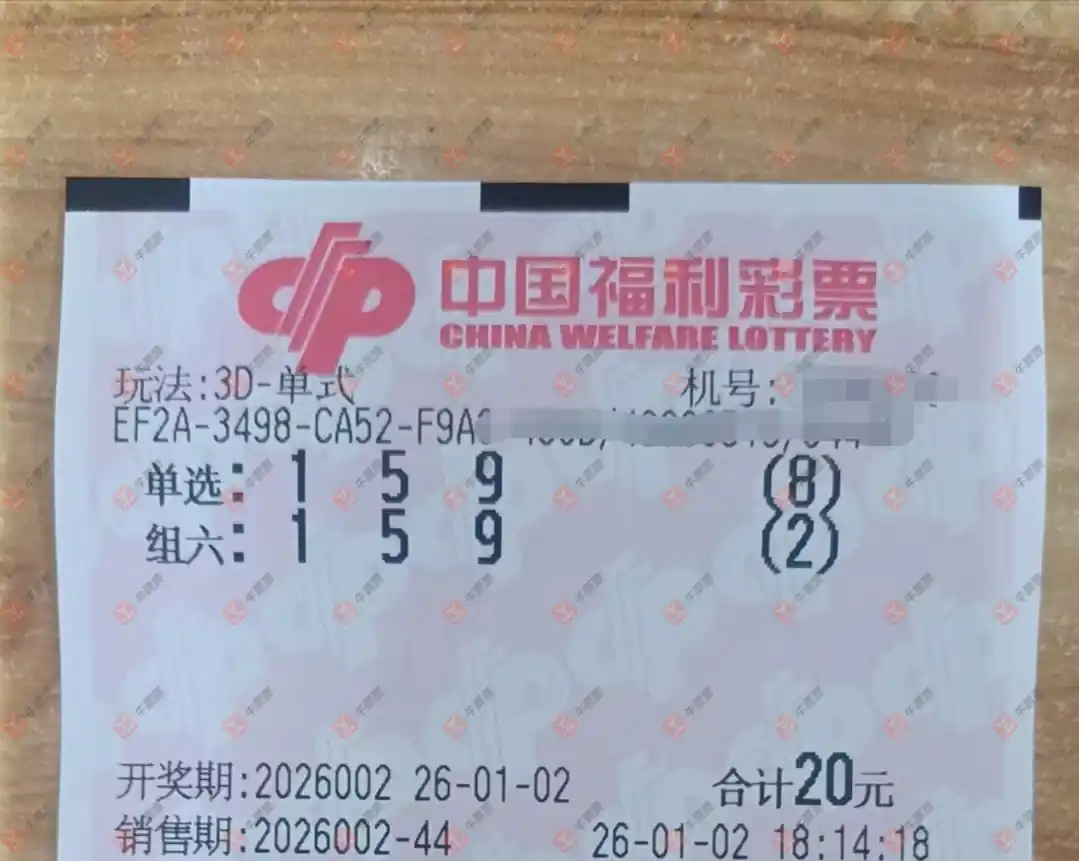 中国福利彩票
CHINA WELFARE LOTTERY
玩法:3D-单式 机号:
EF2A-3498-CA52-F9A
单选: 1 5 9 (8)
组六: 1 5 9 (2)
开奖期:2026002 26-01-02 合计20元
销售期:2026002-44 26-01-02 18:14:18